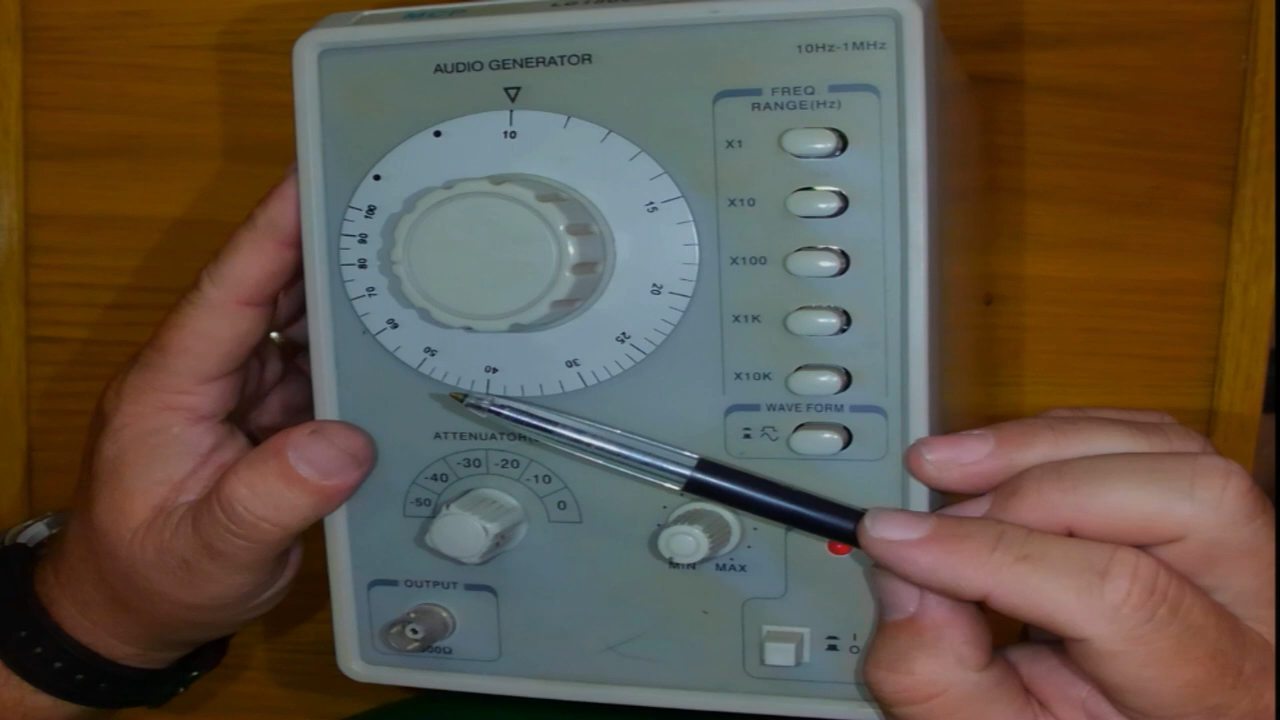 AUDIO GENERATOR
10Hz-1MHz
FREQ
RANGE(Hz)
X1
X10
X100
X1K
X10K
WAVE FORM
10
15
20
25
30
40
50
60
70
80
90
100
-50
-40
-30
-20
-10
0
MIN
MAX
OUTPUT
I
O